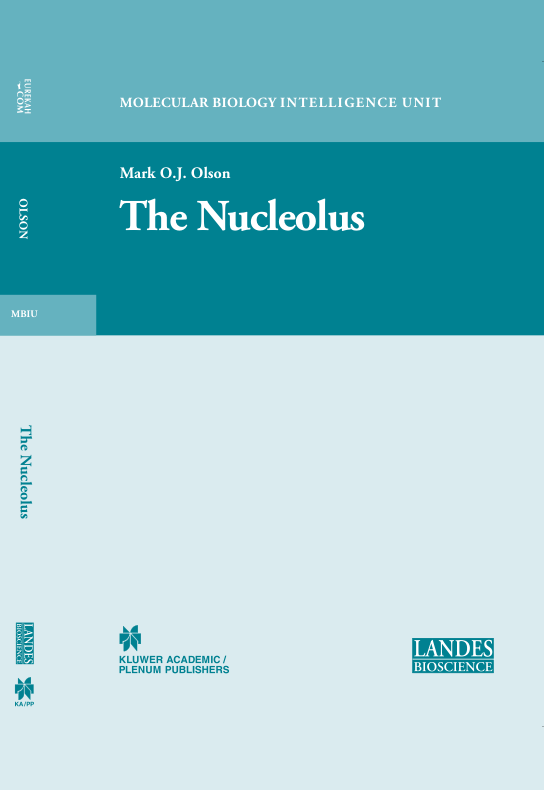 EUREKAH
.COM
OLSON
MBIU
The Nucleolus
LANDES
BIOSCIENCE
KA/PP
MOLECULAR BIOLOGY INTELLIGENCE UNIT
Mark O.J. Olson
The Nucleolus
KLUWER ACADEMIC /
PLENUM PUBLISHERS
LANDES
BIOSCIENCE